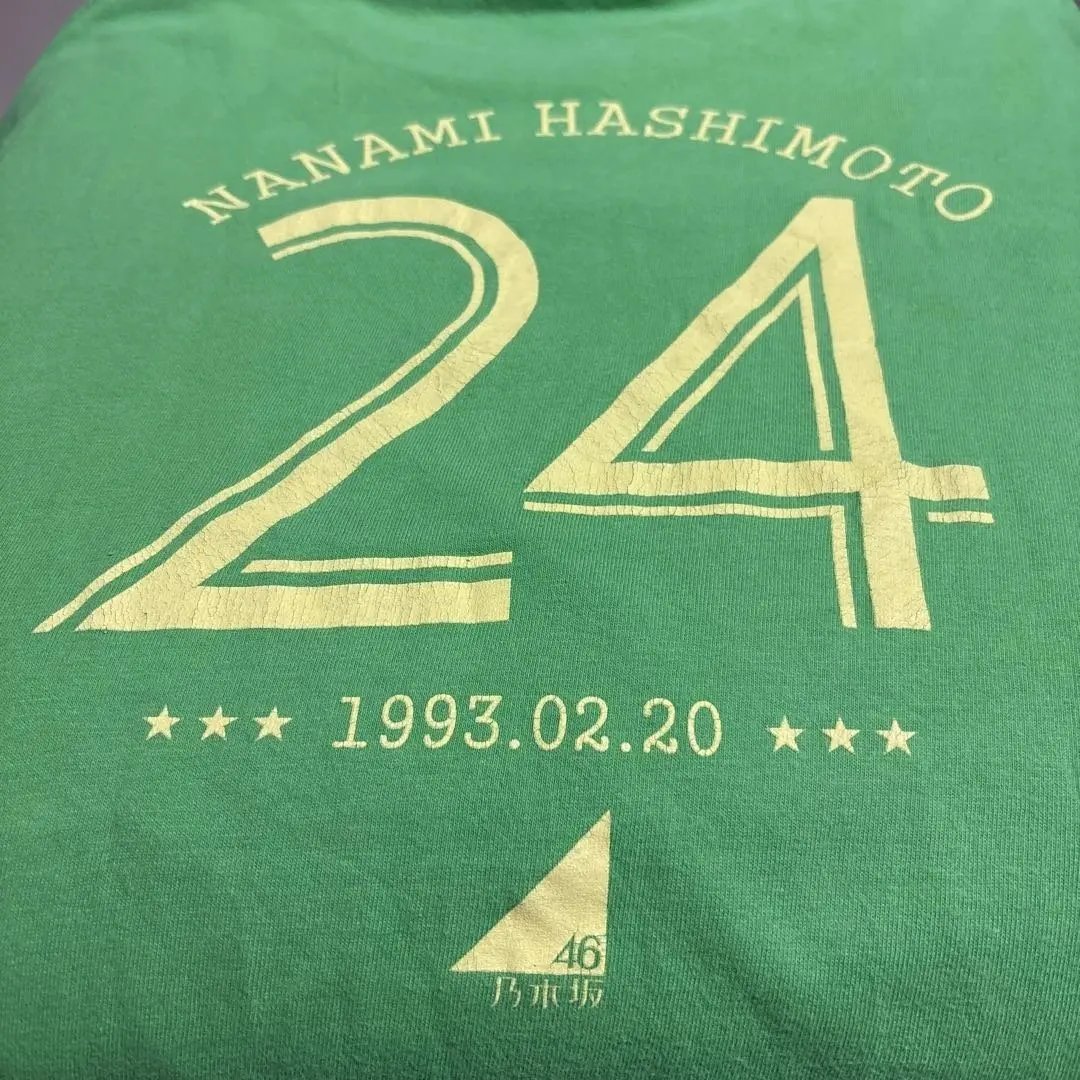 NANAMI HASHIMOTO
24
★★★ 1993.02.20 ★★★
46
乃木坂